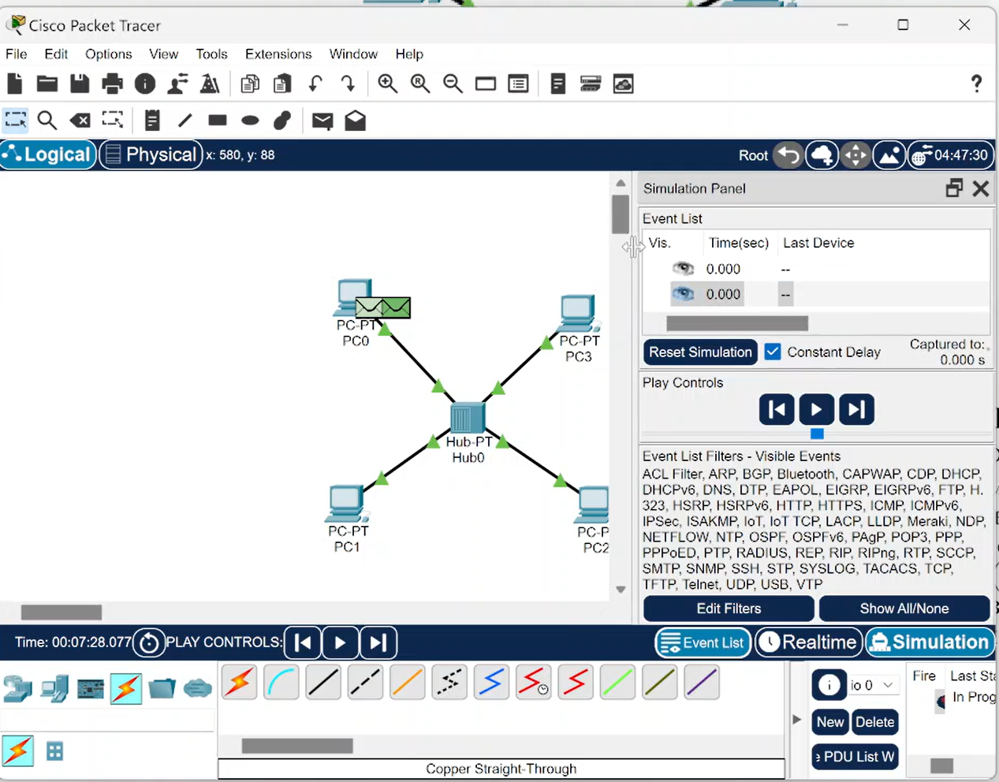 Cisco Packet Tracer
File Edit Options View Tools Extensions Window Help
?
Logical Physical x: 580, y: 88 Root 04:47:30
Simulation Panel
Event List
Vis. Time(sec) Last Device
0.000 --
0.000 --
Reset Simulation Constant Delay Captured to:
0.000 s
Play Controls
Event List Filters - Visible Events
ACL Filter, ARP, BGP, Bluetooth, CAPWAP, CDP, DHCP,
DHCPv6, DNS, DTP, EAPOL, EIGRP, EIGRPv6, FTP, H.
323, HSRP, HSRPv6, HTTP, HTTPS, ICMP, ICMPv6,
IPSec, ISAKMP, IoT, IoT TCP, LACP, LLDP, Meraki, NDP,
NETFLOW, NTP, OSPF, OSPFv6, PAgP, POP3, PPP,
PPPoED, PTP, RADIUS, REP, RIP, RIPng, RTP, SCCP,
SMTP, SNMP, SSH, STP, SYSLOG, TACACS, TCP,
TFTP, Telnet, UDP, USB, VTP
Edit Filters Show All/None
PC-PT
PC0
PC-PT
PC3
Hub-PT
Hub0
PC-PT
PC1
PC-P
PC2
Time: 00:07:28.077 PLAY CONTROLS: Event List Realtime Simulation
io 0 Fire Last Sta
In Prog
New Delete
e PDU List W
Copper Straight-Through